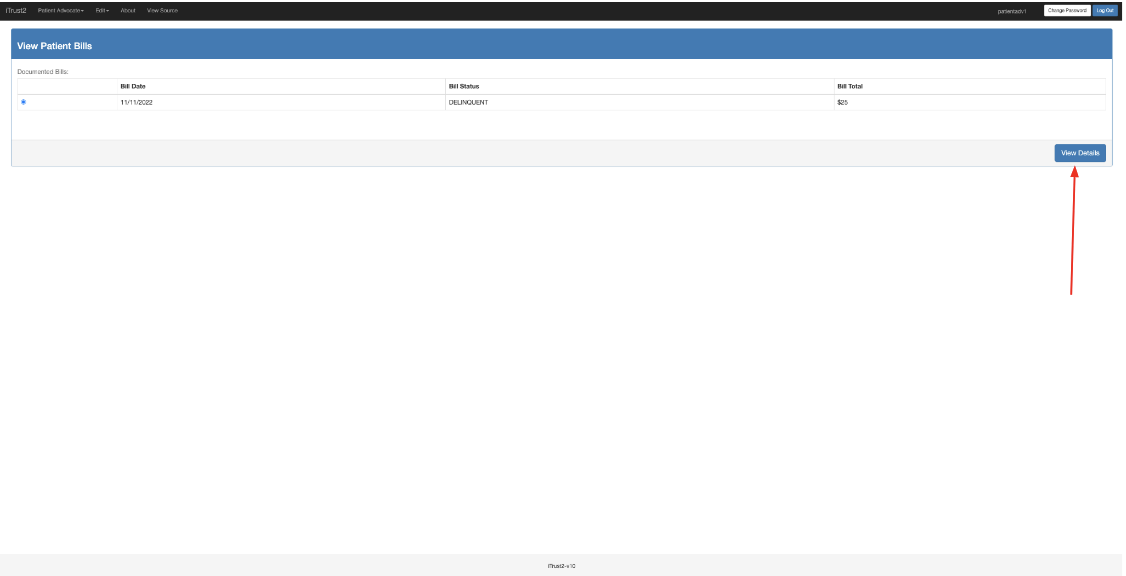 iTrust2 Patient Advocate Edit About View Source patientadv1 Change Password Log Out
View Patient Bills
Documented Bills:
Bill Date Bill Status Bill Total
11/11/2022 DELINQUENT $25
View Details
iTrust2-v10